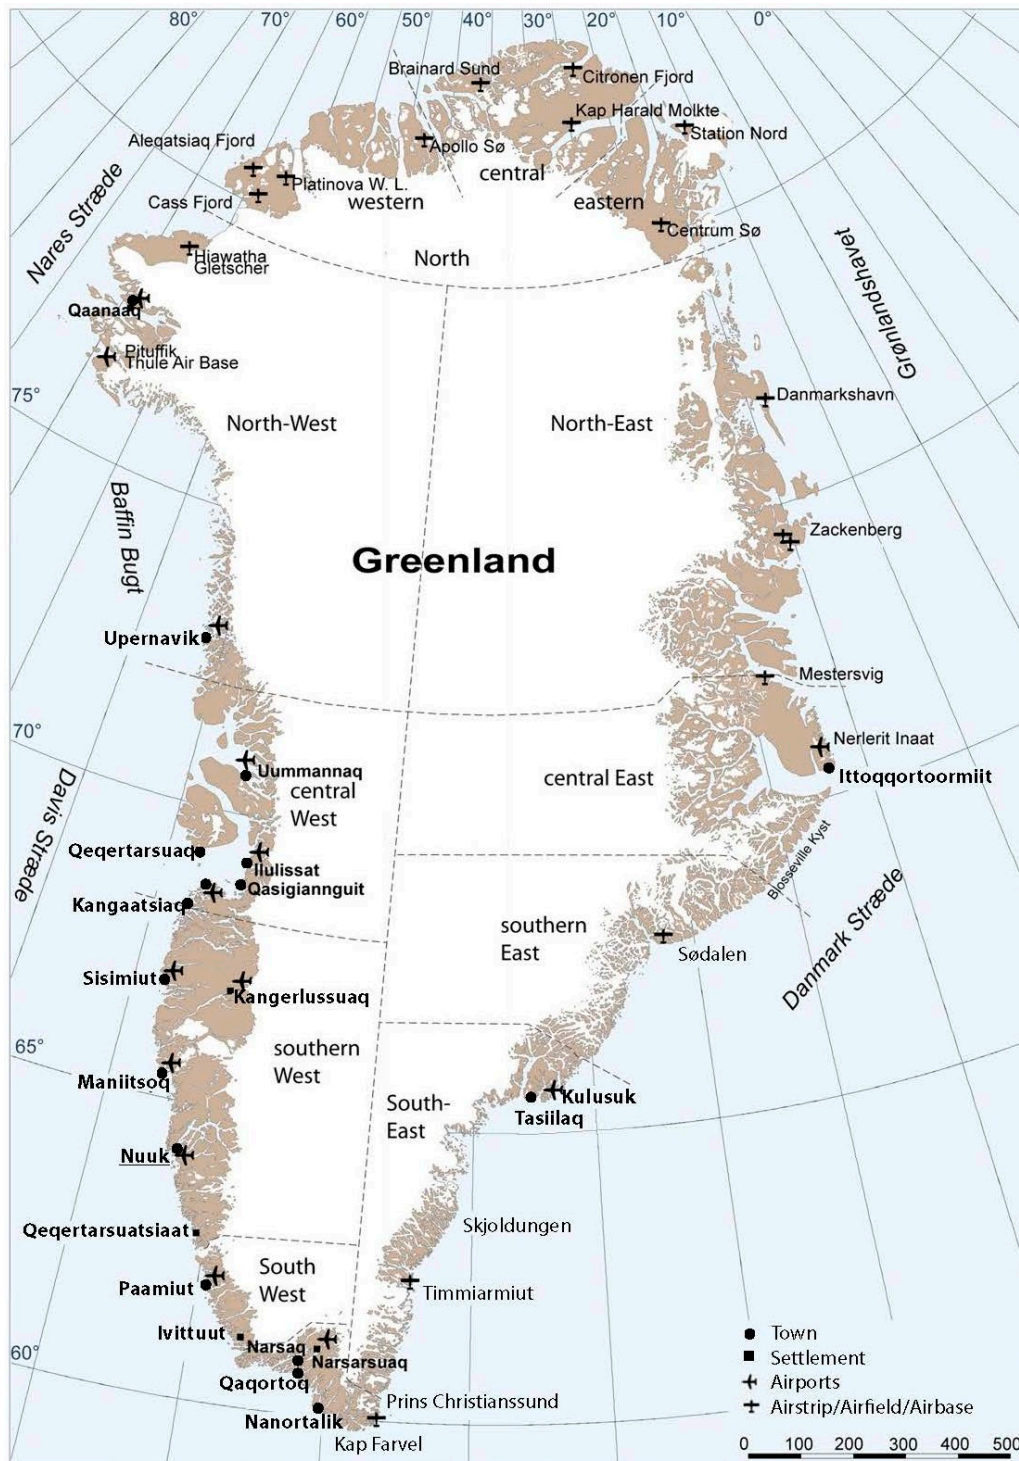 80°
70°
60°
50°
40°
30°
20°
10°
0°
Brainard Sund
Citronen Fjord
Kap Harald Molkte
Station Nord
Aleqatsiaq Fjord
Apollo Sø
Platinova W. L.
central
Cass Fjord
western
eastern
Nares Stræde
Centrum Sø
Hiawatha
Gletscher
North
Grønlandshavet
Qaanaaq
Pituffik
Thule Air Base
75°
Danmarkshavn
North-West
North-East
Baffin Bugt
Zackenberg
Greenland
Upernavik
Mestersvig
70°
Nerlerit Inaat
Uummannaq
central
West
central East
Ittoqqortoormiit
Davis Stræde
Qeqertarsuaq
Ilulissat
Qasigiannguit
Blosseville Kyst
Kangaatsiaq
southern
East
Danmark Stræde
Sødalen
Sisimiut
Kangerlussuaq
65°
southern
West
Maniitsoq
Kulusuk
Tasiilaq
South-
East
Nuuk
Qeqertarsuatsiaat
Skjoldungen
South
West
Paamiut
Timmiarmiut
Ivittuut
Narsaq
Narsarsuaq
60°
Qaqortoq
Prins Christianssund
Nanortalik
Kap Farvel
Town
Settlement
Airports
Airstrip/Airfield/Airbase
0 100 200 300 400 500